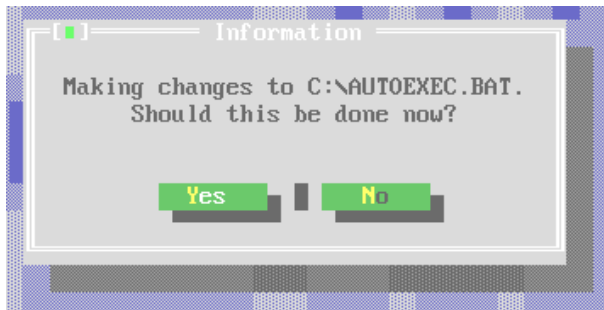 Information
Making changes to C:\AUTOEXEC.BAT.
Should this be done now?
Yes No